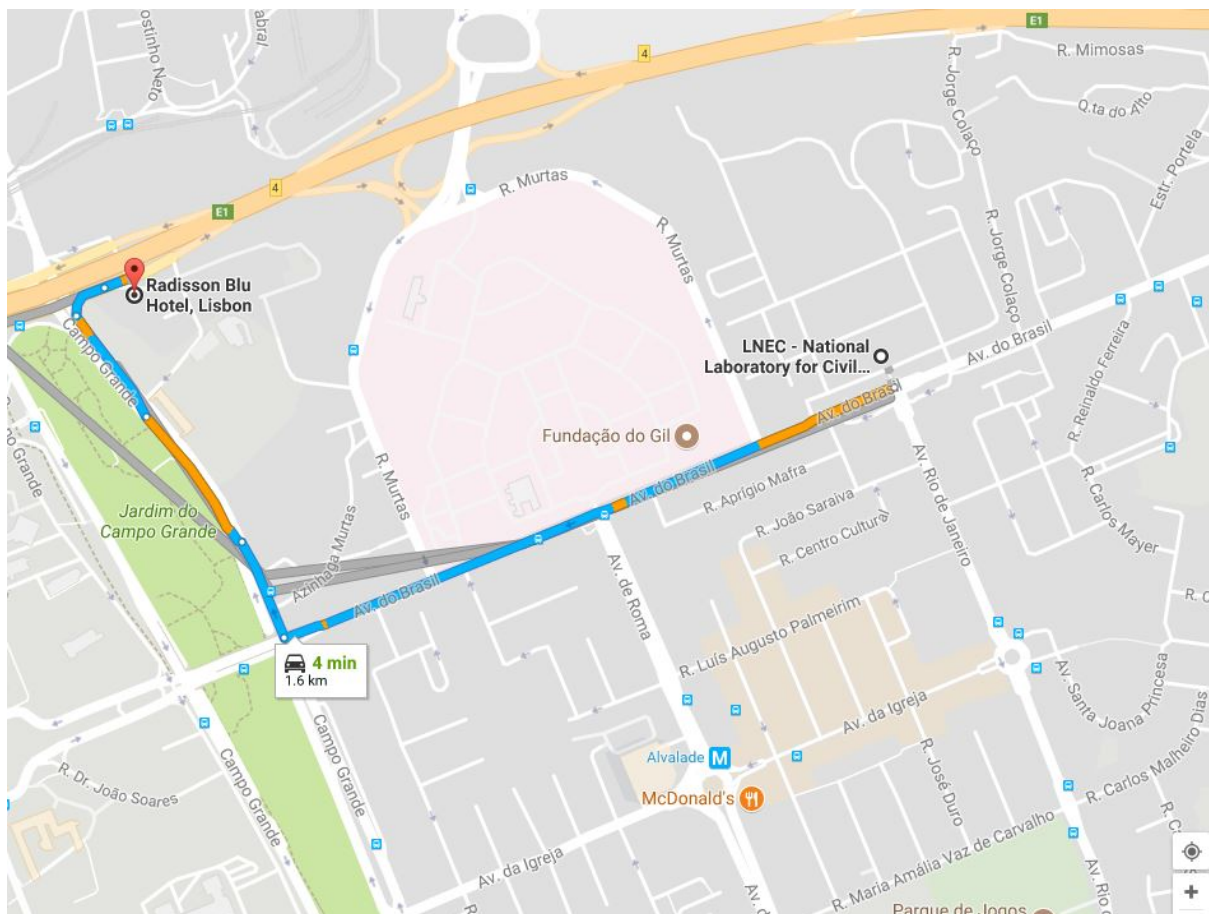 E1
R. Mimosas
4
R. Jorge Colaço
Q.ta do Alto
Estr. Portela
R. Murtas
4
E1
R. Murtas
R. Jorge Colaço
Radisson Blu
Hotel, Lisbon
Campo Grande
LNEC - National
Laboratory for Civil...
Av. do Brasil
Av. do Brasil
R. Reinaldo Ferreira
Fundação do Gil
Av. do Brasil
R. Murtas
R. Aprígio Mafra
R. João Saraiva
R. Centro Cultural
Av. Rio de Janeiro
R. Carlos Mayer
Jardim do
Campo Grande
Azinhaga Murtas
Av. do Brasil
Av. de Roma
R. Luís Augusto Palmeirim
4 min
1.6 km
Av. da Igreja
Av. Santa Joana Princesa
R. Carlos Malheiro Dias
Campo Grande
Campo Grande
R. Dr. João Soares
Alvalade
M
McDonald's
R. José Duro
Av. da Igreja
R. Maria Amália Vaz de Carvalho
Av. Rio
Parque de Jogos
+